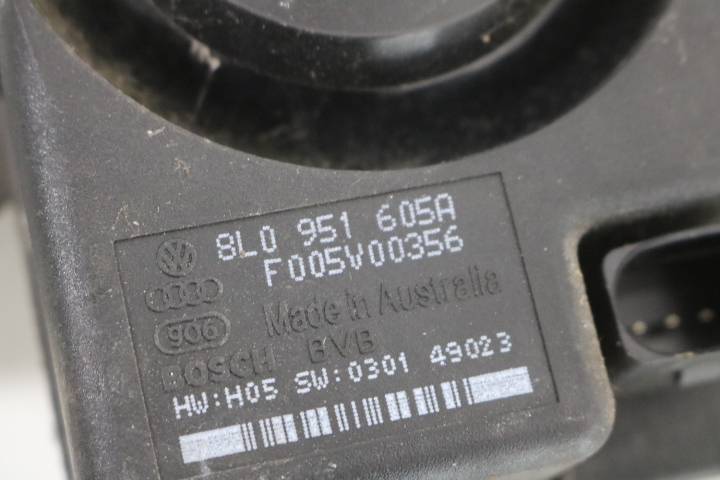 8L0 951 605A
F005V00356
906
Made in Australia
BOSCH BVB
HW:H05 SW:0301 49023